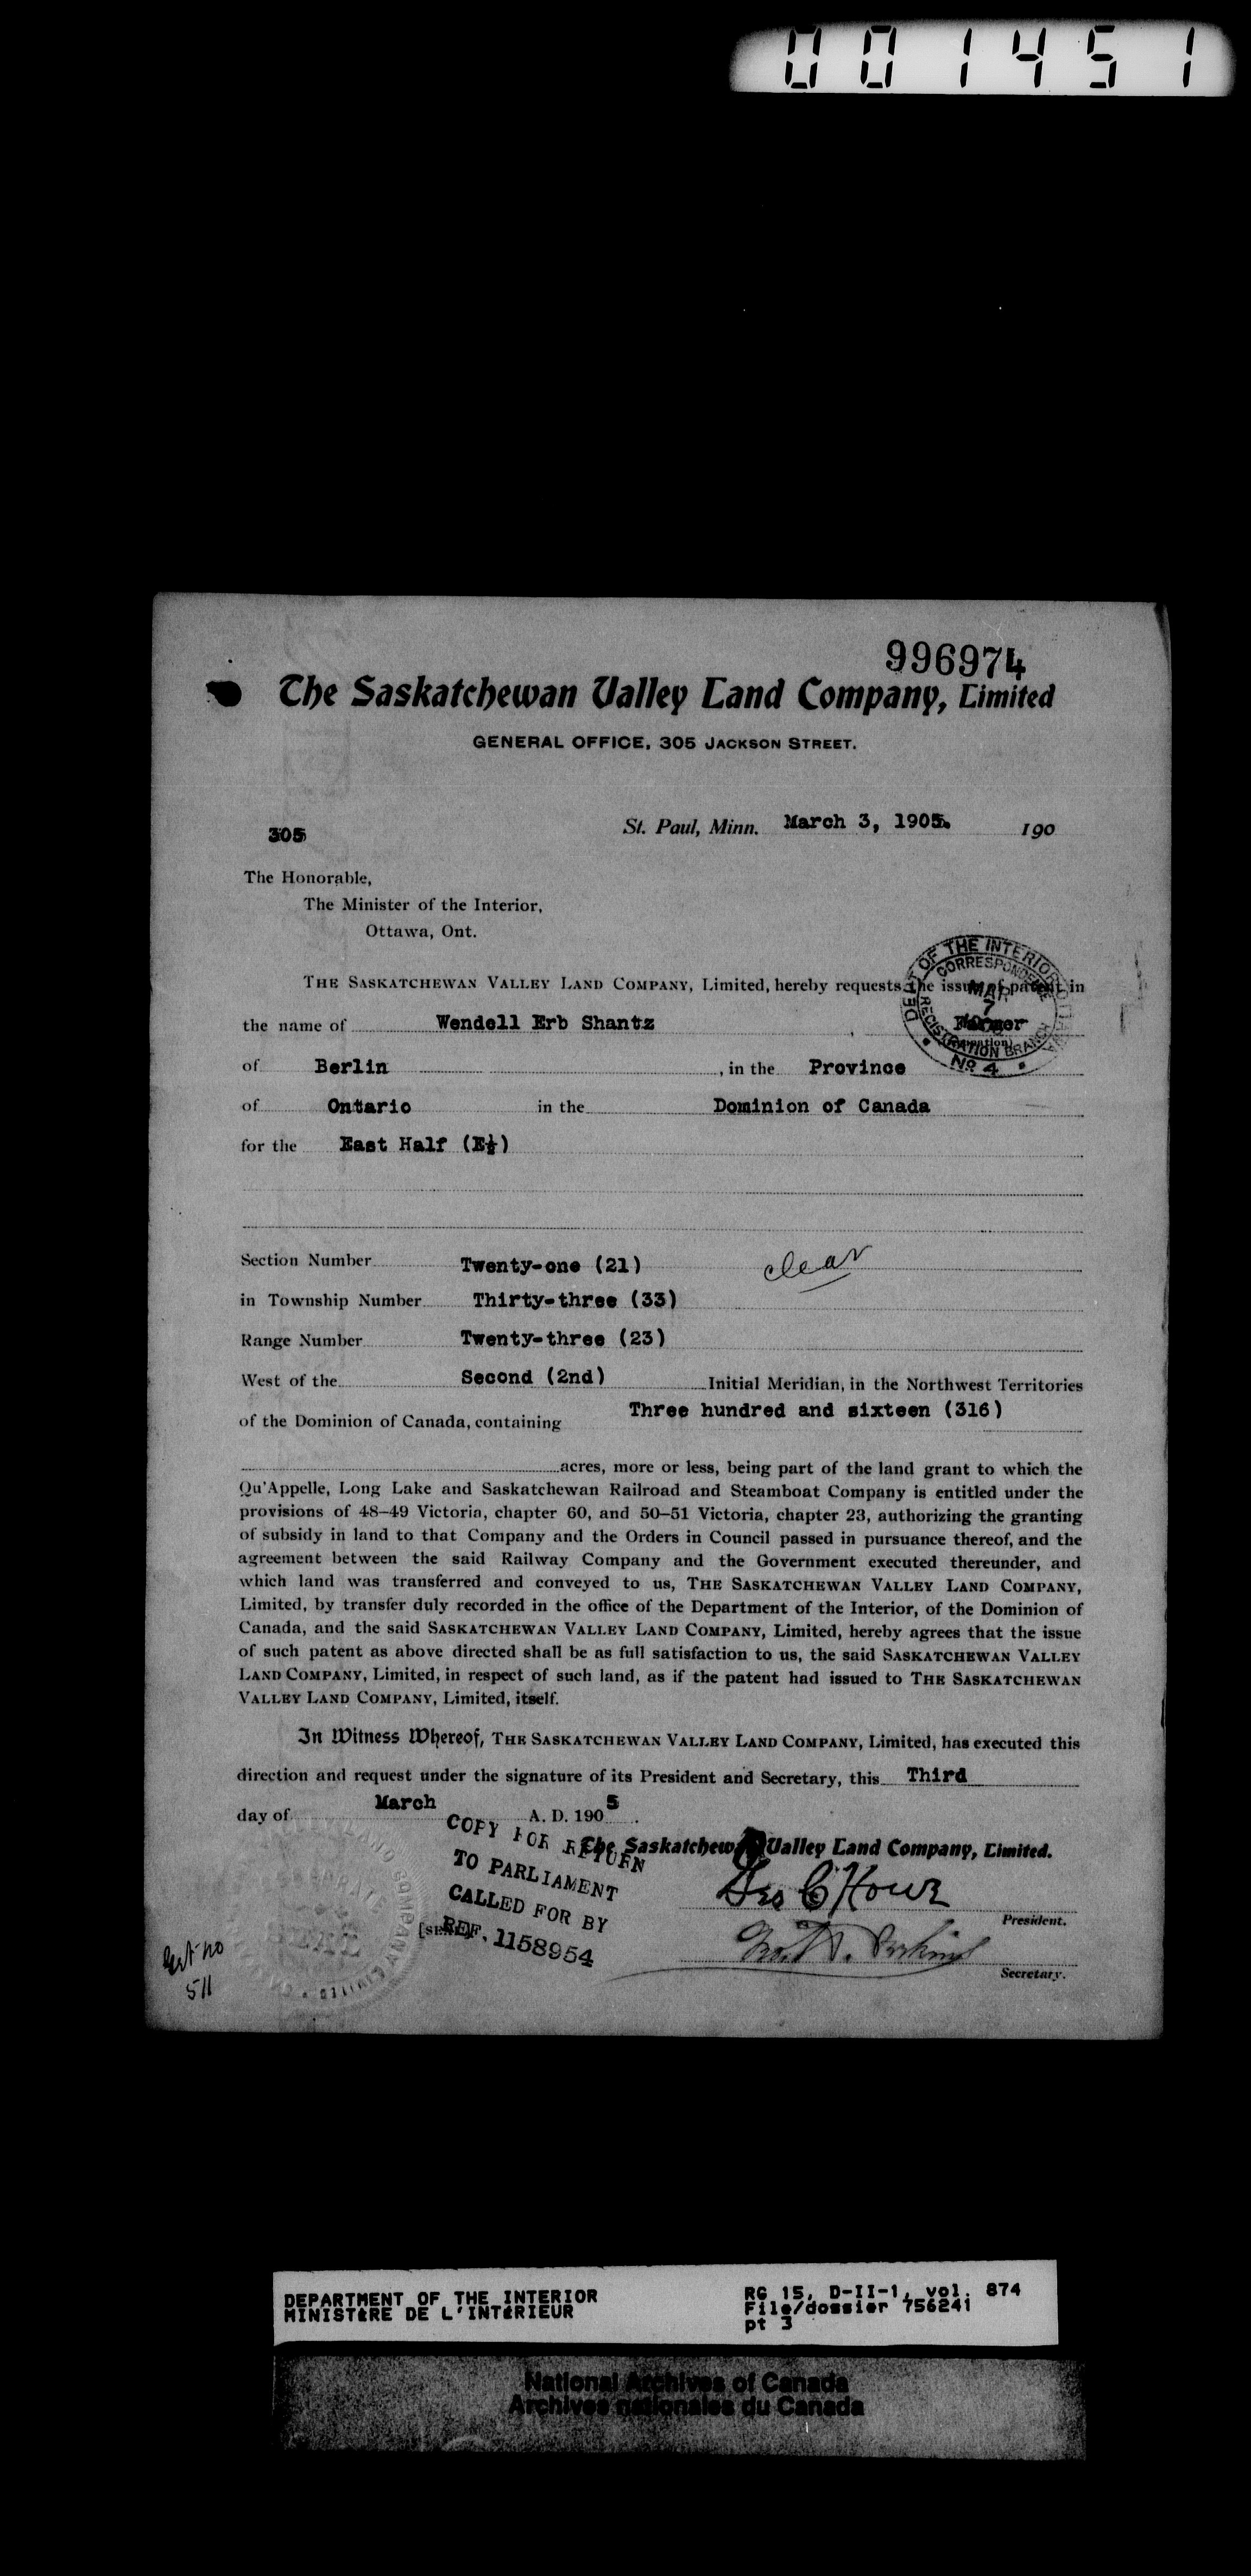 001451
996974
The Saskatchewan Valley Land Company, Limited
GENERAL OFFICE, 305 JACKSON STREET.
305
St. Paul, Minn. March 3, 1905. 190
The Honorable,
The Minister of the Interior,
Ottawa, Ont.
THE SASKATCHEWAN VALLEY LAND COMPANY, Limited, hereby requests the issue of patent in
the name of Wendell Erb Shantz, Farmer
of Berlin, in the Province
of Ontario in the Dominion of Canada
for the East Half (E½)
DEPT OF THE INTERIOR
CORRESPONDENCE
MAR
7
REGISTRATION BRANCH
No 4
Section Number Twenty-one (21) clear
in Township Number Thirty-three (33)
Range Number Twenty-three (23)
West of the Second (2nd) Initial Meridian, in the Northwest Territories
of the Dominion of Canada, containing Three hundred and sixteen (316)
acres, more or less, being part of the land grant to which the
Qu'Appelle, Long Lake and Saskatchewan Railroad and Steamboat Company is entitled under the
provisions of 48–49 Victoria, chapter 60, and 50–51 Victoria, chapter 23, authorizing the granting
of subsidy in land to that Company and the Orders in Council passed in pursuance thereof, and the
agreement between the said Railway Company and the Government executed thereunder, and
which land was transferred and conveyed to us, THE SASKATCHEWAN VALLEY LAND COMPANY,
Limited, by transfer duly recorded in the office of the Department of the Interior, of the Dominion of
Canada, and the said SASKATCHEWAN VALLEY LAND COMPANY, Limited, hereby agrees that the issue
of such patent as above directed shall be as full satisfaction to us, the said SASKATCHEWAN VALLEY
LAND COMPANY, Limited, in respect of such land, as if the patent had issued to THE SASKATCHEWAN
VALLEY LAND COMPANY, Limited, itself.
In Witness Whereof, THE SASKATCHEWAN VALLEY LAND COMPANY, Limited, has executed this
direction and request under the signature of its President and Secretary, this Third
day of March A. D. 1905.
The Saskatchewan Valley Land Company, Limited.
COPY FOR RETURN
TO PARLIAMENT
CALLED FOR BY
REF. 1158954
[SEAL]
Geo C Howe
President.
Perkins
Secretary.
no
511
DEPARTMENT OF THE INTERIOR
MINISTÈRE DE L'INTÉRIEUR
RG 15, D-II-1, vol. 874
File/dossier 756241
pt 3
National Archives of Canada
Archives nationales du Canada